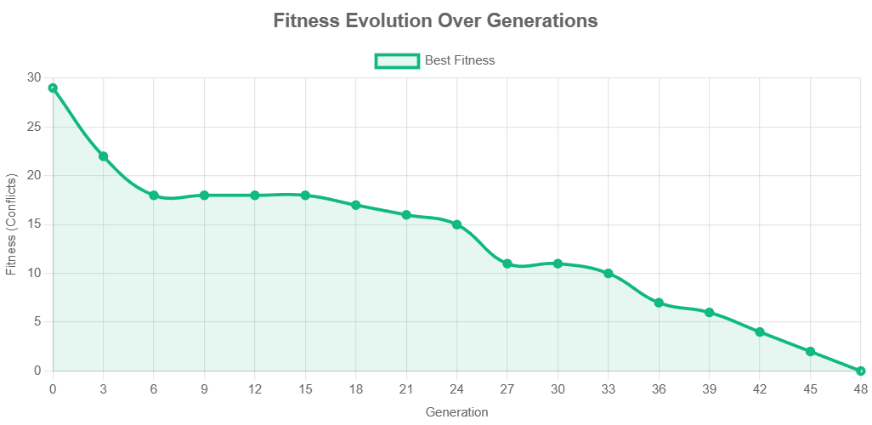 Fitness Evolution Over Generations
Best Fitness
30
25
20
15
10
5
0
Fitness (Conflicts)
0 3 6 9 12 15 18 21 24 27 30 33 36 39 42 45 48
Generation